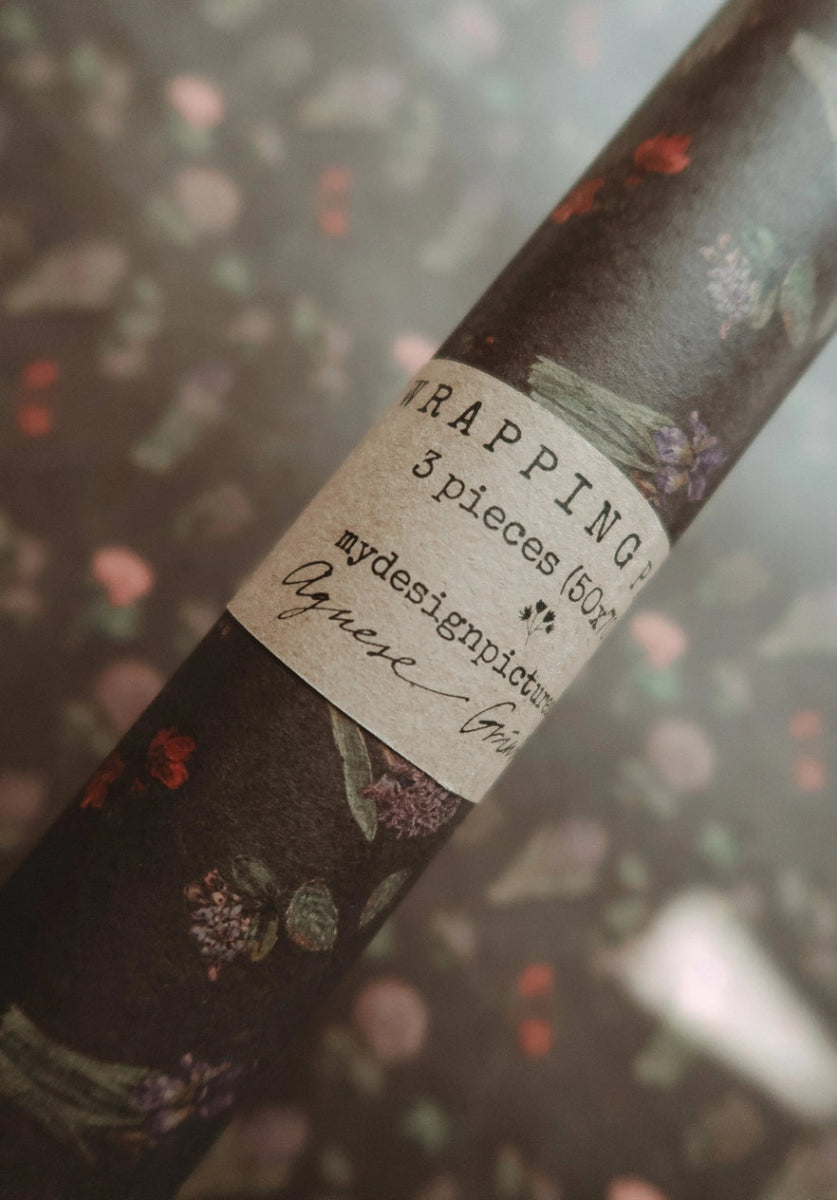 WRAPPING
3 pieces
mydesignpicture
Agnese